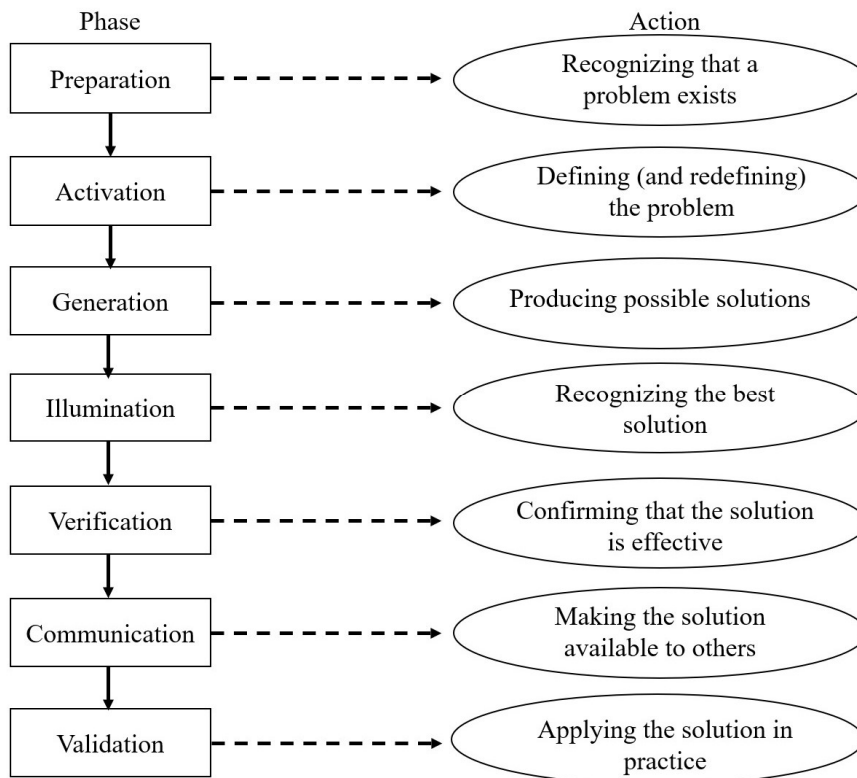 Phase
Action
Preparation
Recognizing that a
problem exists
Activation
Defining (and redefining)
the problem
Generation
Producing possible solutions
Illumination
Recognizing the best
solution
Verification
Confirming that the solution
is effective
Communication
Making the solution
available to others
Validation
Applying the solution in
practice